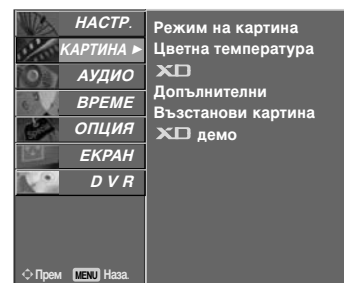 НАСТР.
КАРТИНА ►
АУДИО
ВРЕМЕ
ОПЦИЯ
ЕКРАН
D V R
Прем MENU Наза.
Режим на картина
Цветна температура
XD
Допълнителни
Възстанови картина
XD демо